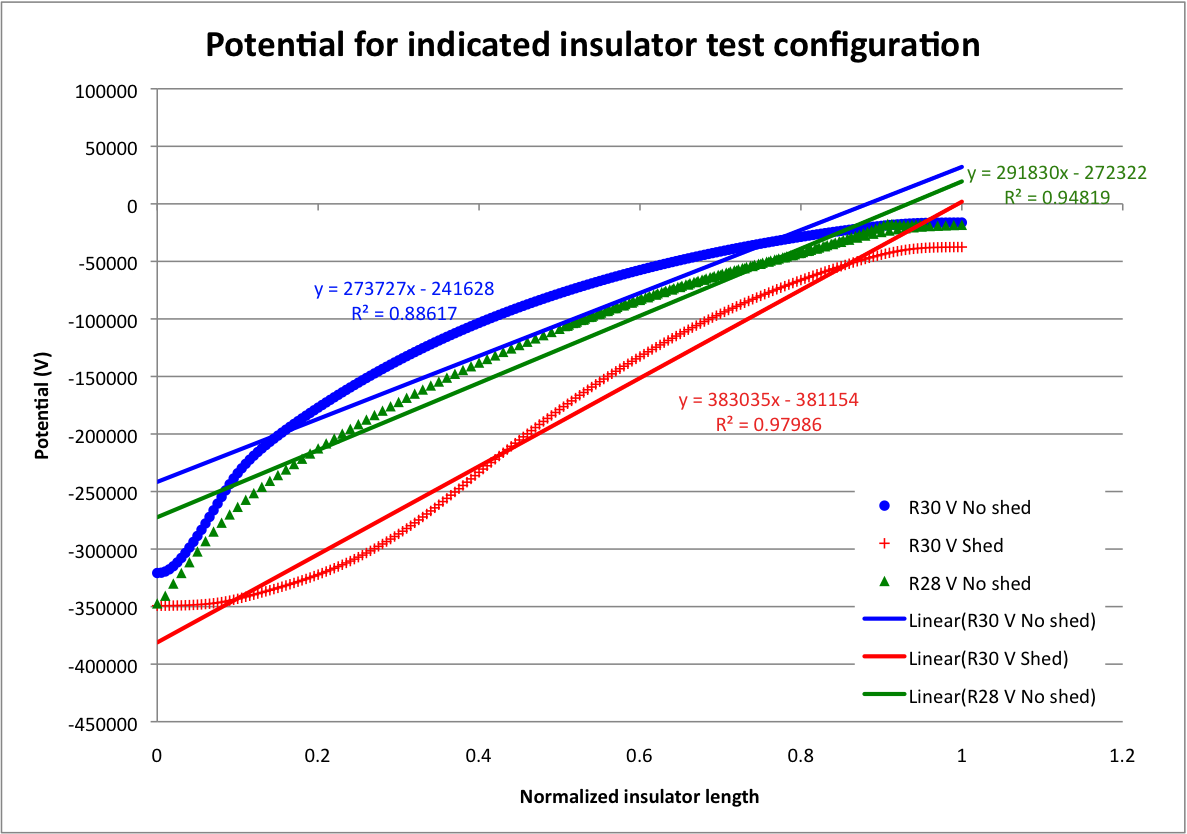 Potential for indicated insulator test configuration
100000
50000
0
-50000
-100000
-150000
-200000
-250000
-300000
-350000
-400000
-450000
Potential (V)
y = 291830x - 272322
R² = 0.94819
y = 273727x - 241628
R² = 0.88617
y = 383035x - 381154
R² = 0.97986
R30 V No shed
R30 V Shed
R28 V No shed
Linear(R30 V No shed)
Linear(R30 V Shed)
Linear(R28 V No shed)
0 0.2 0.4 0.6 0.8 1 1.2
Normalized insulator length